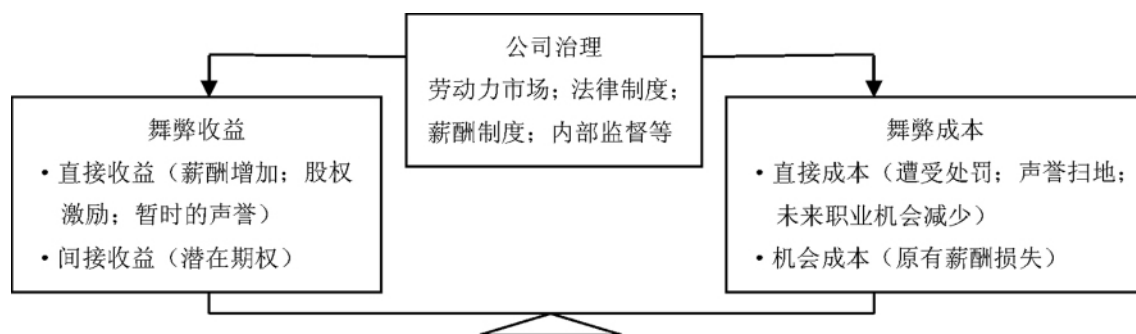 公司治理
劳动力市场；法律制度；
薪酬制度；内部监督等
舞弊收益
·直接收益（薪酬增加；股权
激励；暂时的声誉）
·间接收益（潜在期权）
舞弊成本
·直接成本（遭受处罚；声誉扫地；
未来职业机会减少）
·机会成本（原有薪酬损失）